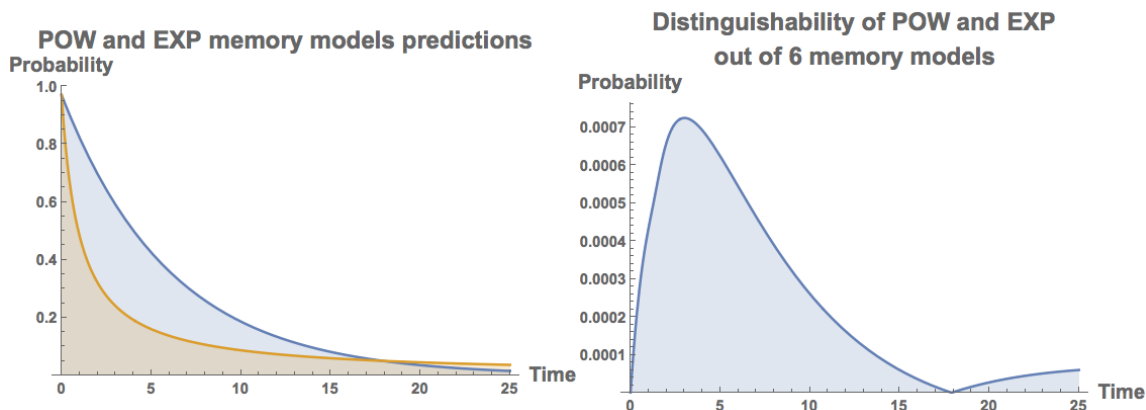 POW and EXP memory models predictions
Probability
1.0
0.8
0.6
0.4
0.2
0 5 10 15 20 25 Time
Distinguishability of POW and EXP
out of 6 memory models
Probability
0.0007
0.0006
0.0005
0.0004
0.0003
0.0002
0.0001
0 5 10 15 20 25 Time